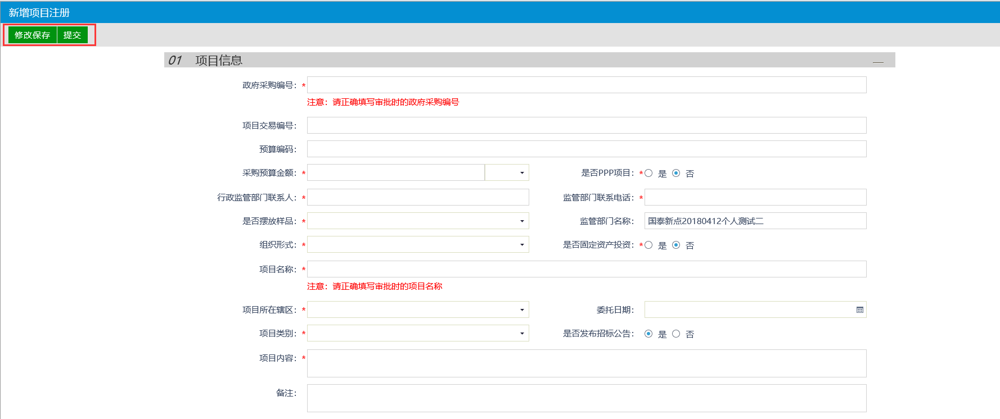 新增项目注册
修改保存 提交
01 项目信息
政府采购编号：*
注意：请正确填写审批时的政府采购编号
项目交易编号：
预算编码：
采购预算金额：* 是否PPP项目：* 是 否
行政监管部门联系人：* 监管部门联系电话：*
是否摆放样品：* 监管部门名称： 国泰新点20180412个人测试二
组织形式：* 是否固定资产投资：* 是 否
项目名称：*
注意：请正确填写审批时的项目名称
项目所在辖区：* 委托日期：
项目类别：* 是否发布招标公告： 是 否
项目内容：*
备注：